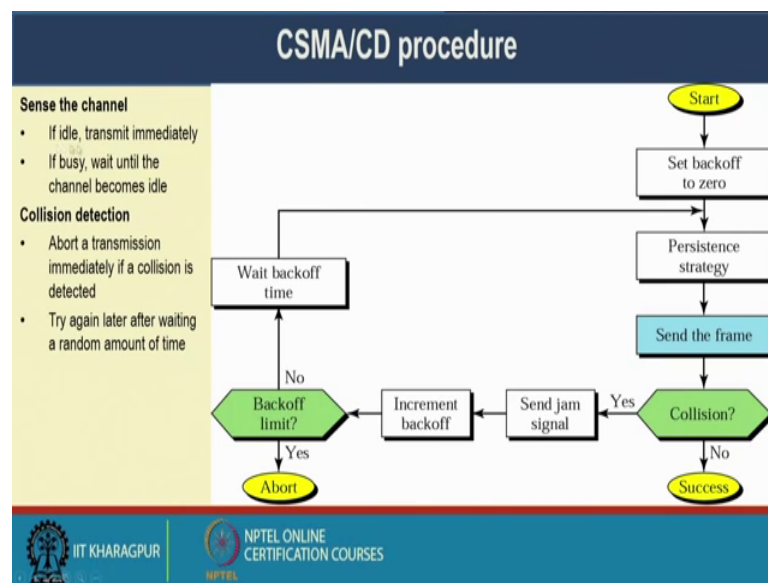 CSMA/CD procedure
Sense the channel
• If idle, transmit immediately
• If busy, wait until the
channel becomes idle
Collision detection
• Abort a transmission
immediately if a collision is
detected
• Try again later after waiting
a random amount of time
Start
Set backoff
to zero
Persistence
strategy
Send the frame
Collision?
No
Success
Yes
Send jam
signal
Increment
backoff
Backoff
limit?
Yes
Abort
No
Wait backoff
time
IIT KHARAGPUR
NPTEL ONLINE
CERTIFICATION COURSES
NPTEL